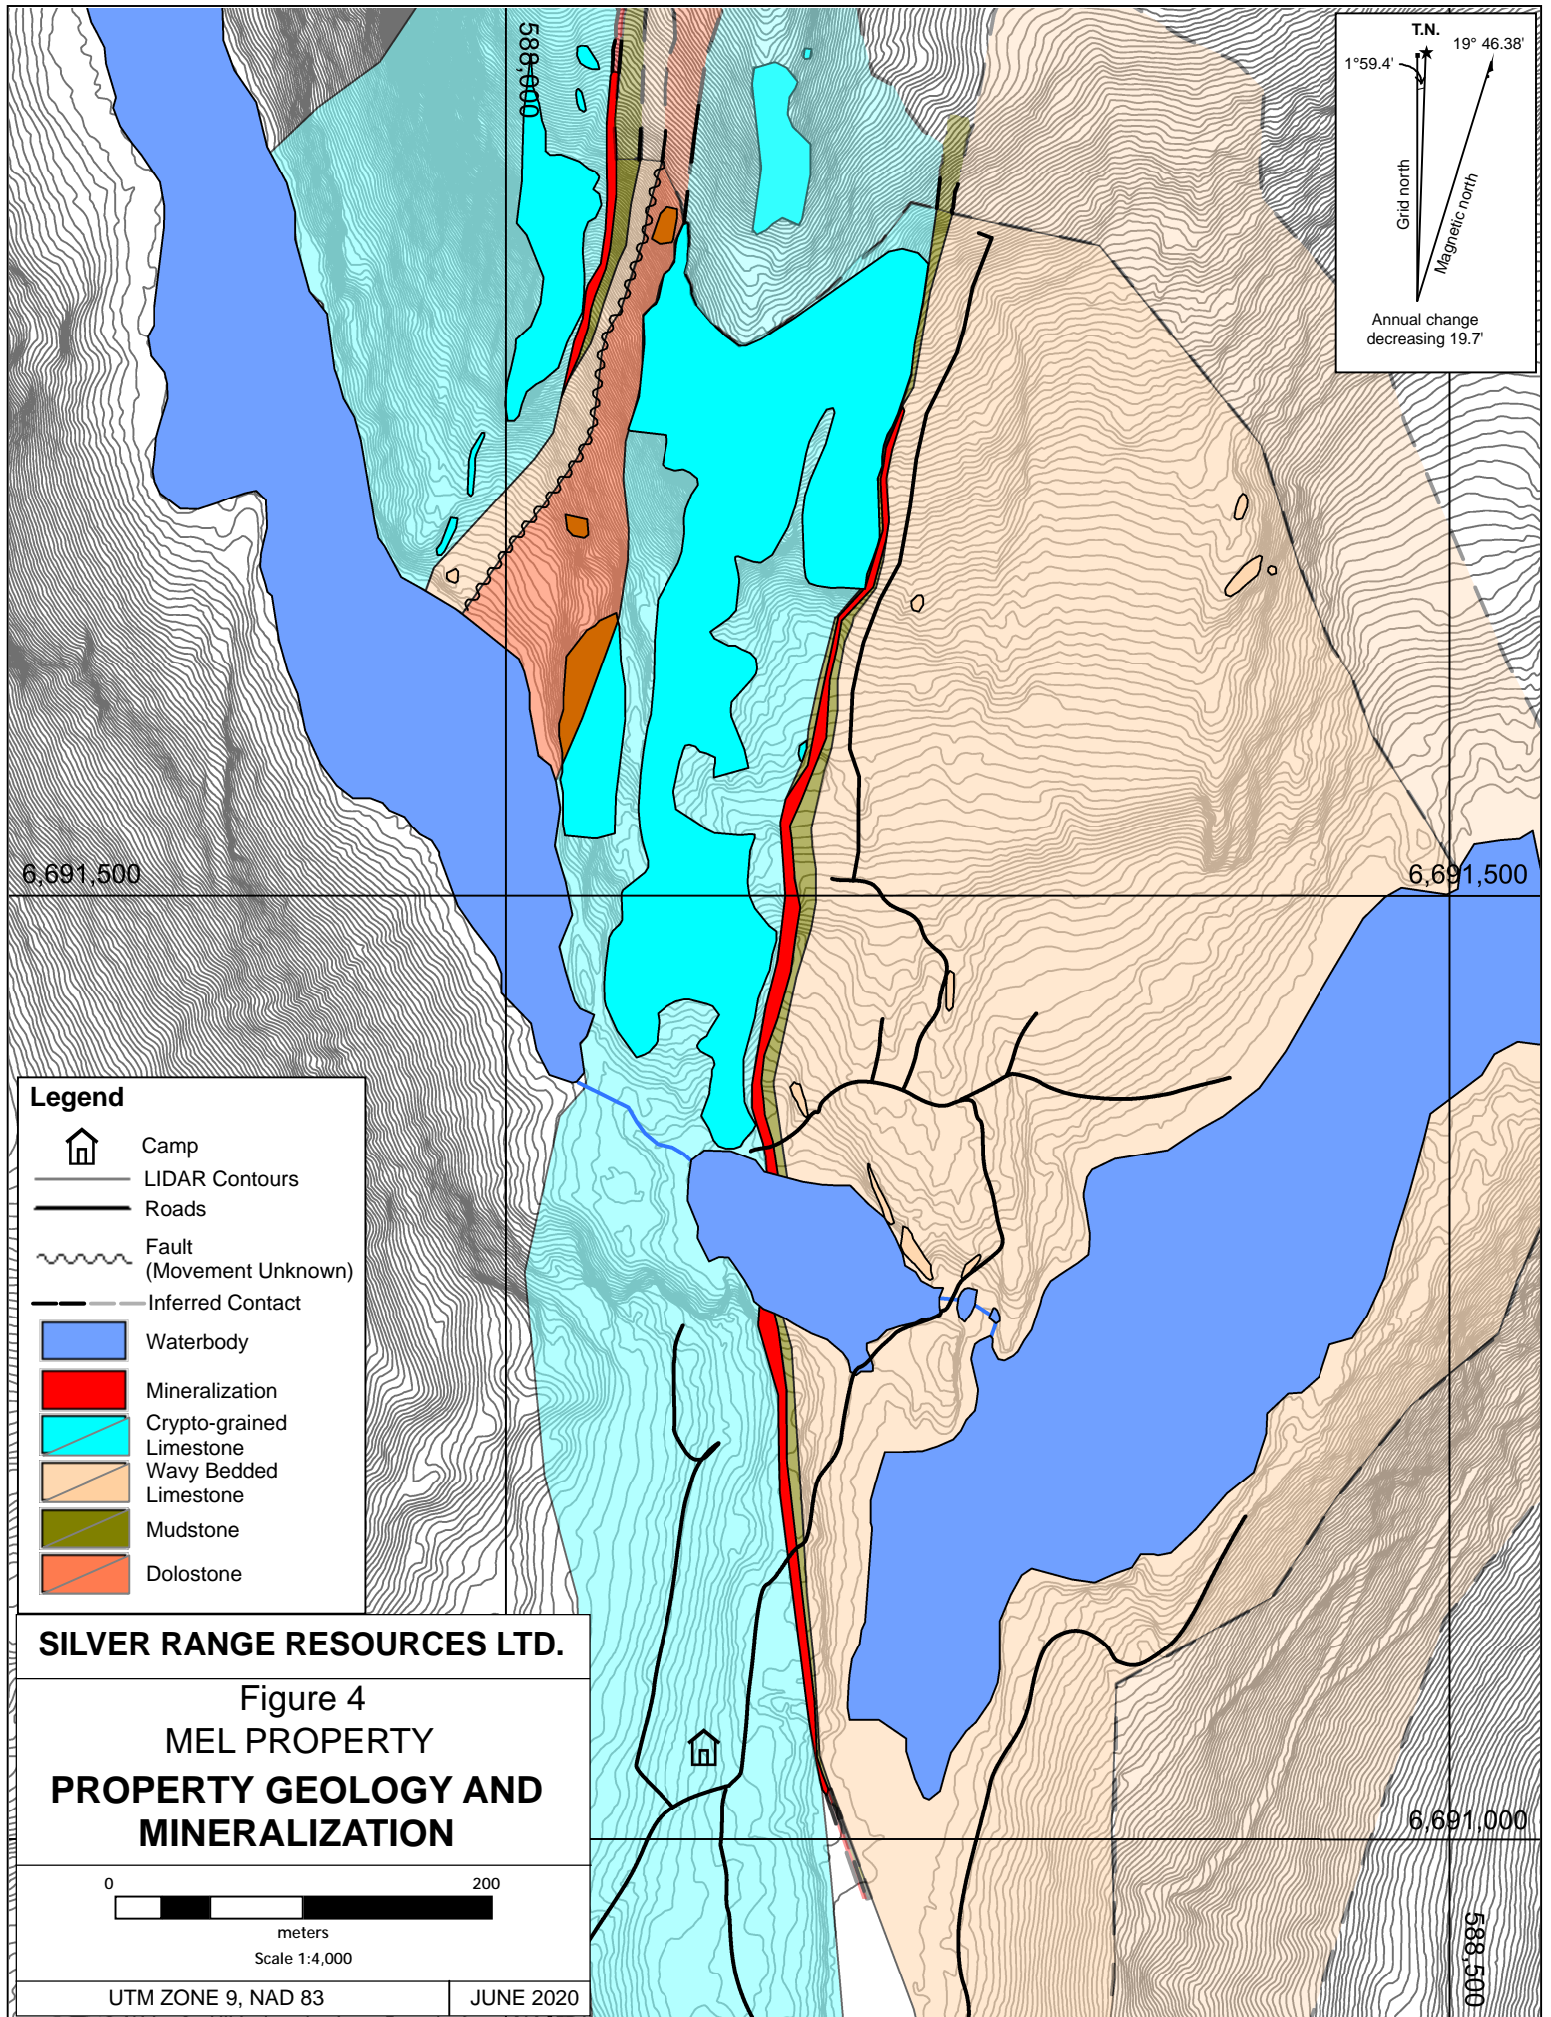 588,000
T.N.
19° 46.38'
1°59.4'
Grid north
Magnetic north
Annual change
decreasing 19.7'
6,691,500
6,691,500
Legend
Camp
LIDAR Contours
Roads
Fault
(Movement Unknown)
Inferred Contact
Waterbody
Mineralization
Crypto-grained
Limestone
Wavy Bedded
Limestone
Mudstone
Dolostone
SILVER RANGE RESOURCES LTD.
Figure 4
MEL PROPERTY
PROPERTY GEOLOGY AND
MINERALIZATION
0 200
meters
Scale 1:4,000
UTM ZONE 9, NAD 83
JUNE 2020
6,691,000
588,500